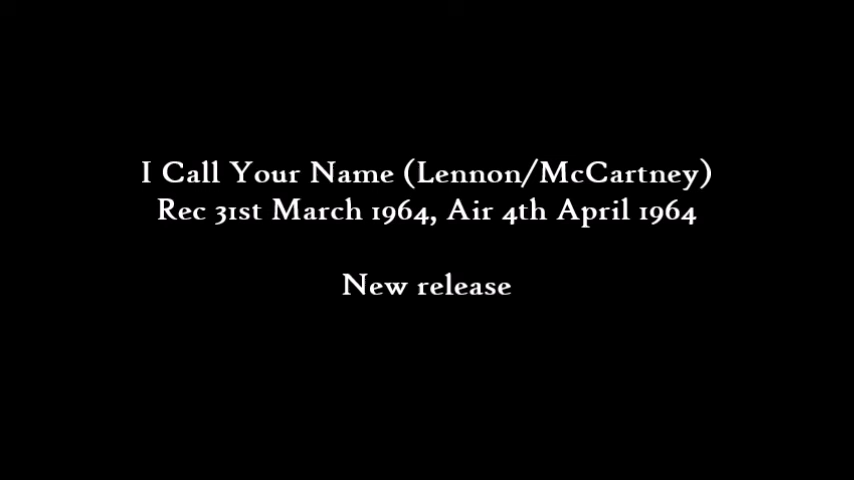 I Call Your Name (Lennon/McCartney)
Rec 31st March 1964, Air 4th April 1964
New release